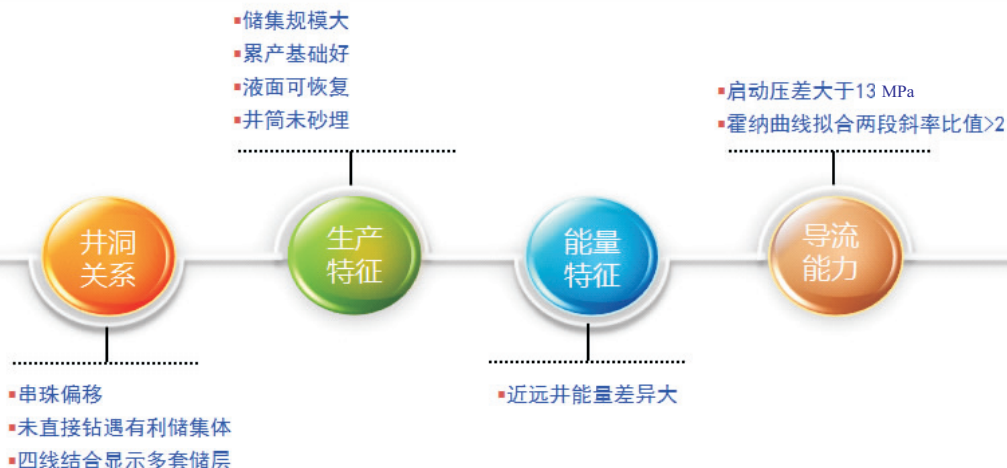 储集规模大
累产基础好
液面可恢复
井筒未砂埋
启动压差大于13 MPa
霍纳曲线拟合两段斜率比值>2
井洞
关系
生产
特征
能量
特征
导流
能力
串珠偏移
未直接钻遇有利储集体
四线结合显示多套储层
近远井能量差异大